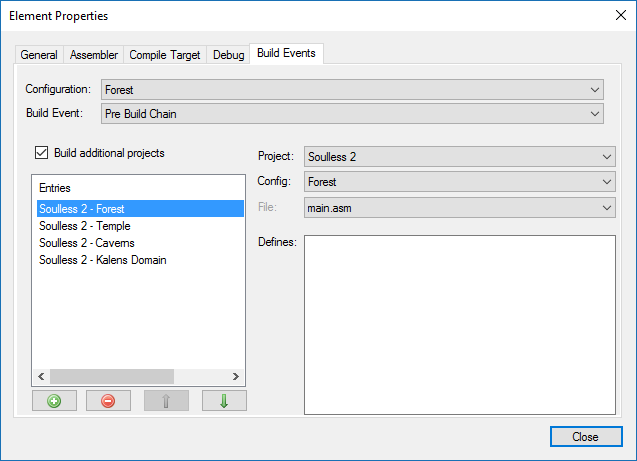 Element Properties
General Assembler Compile Target Debug Build Events
Configuration: Forest
Build Event: Pre Build Chain
Build additional projects
Entries
Soulless 2 - Forest
Soulless 2 - Temple
Soulless 2 - Caverns
Soulless 2 - Kalens Domain
Project: Soulless 2
Config: Forest
File: main.asm
Defines:
Close